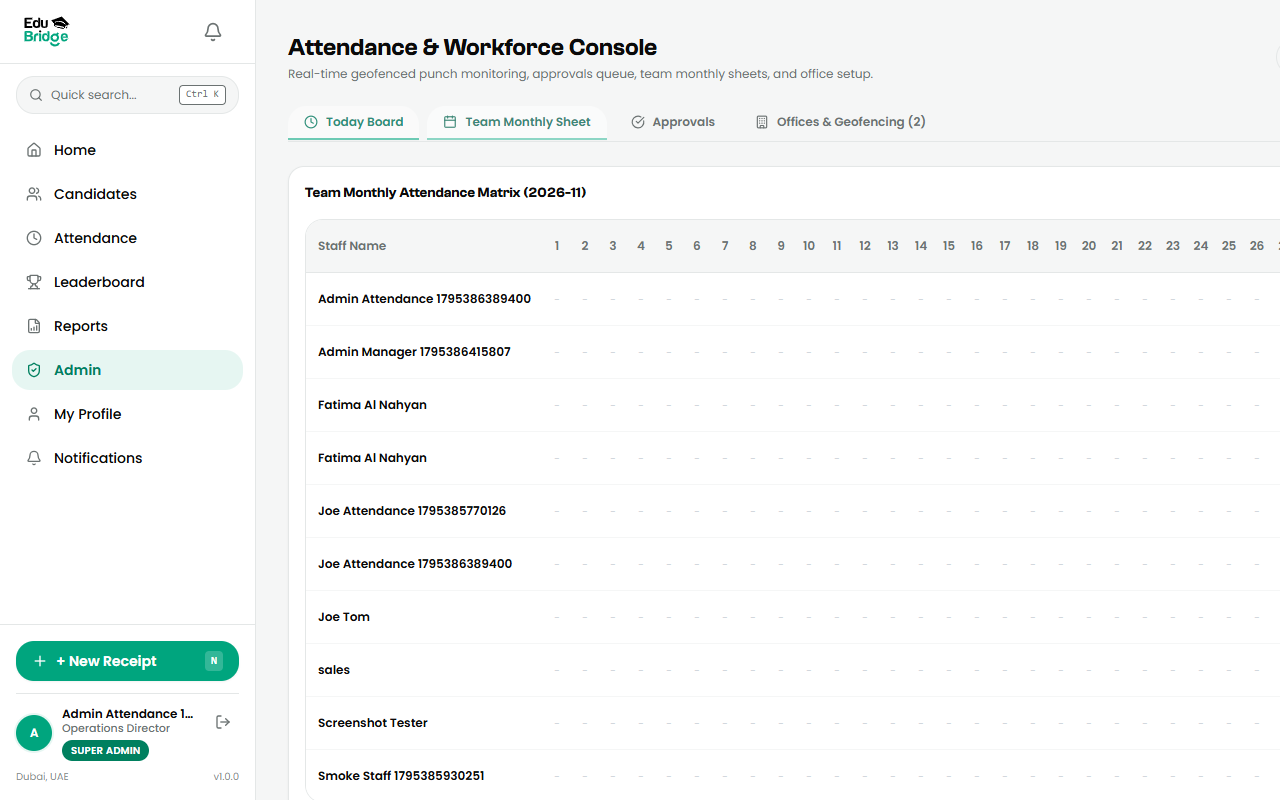 Edu
Bridge
Quick search...
Ctrl K
Home
Candidates
Attendance
Leaderboard
Reports
Admin
My Profile
Notifications
+ New Receipt
N
A
Admin Attendance 1...
Operations Director
SUPER ADMIN
Dubai, UAE
v1.0.0
Attendance & Workforce Console
Real-time geofenced punch monitoring, approvals queue, team monthly sheets, and office setup.
Today Board
Team Monthly Sheet
Approvals
Offices & Geofencing (2)
Team Monthly Attendance Matrix (2026-11)
Staff Name 1 2 3 4 5 6 7 8 9 10 11 12 13 14 15 16 17 18 19 20 21 22 23 24 25 26
Admin Attendance 1795386389400 - - - - - - - - - - - - - - - - - - - - - - - - - -
Admin Manager 1795386415807 - - - - - - - - - - - - - - - - - - - - - - - - - -
Fatima Al Nahyan - - - - - - - - - - - - - - - - - - - - - - - - - -
Fatima Al Nahyan - - - - - - - - - - - - - - - - - - - - - - - - - -
Joe Attendance 1795385770126 - - - - - - - - - - - - - - - - - - - - - - - - - -
Joe Attendance 1795386389400 - - - - - - - - - - - - - - - - - - - - - - - - - -
Joe Tom - - - - - - - - - - - - - - - - - - - - - - - - - -
sales - - - - - - - - - - - - - - - - - - - - - - - - - -
Screenshot Tester - - - - - - - - - - - - - - - - - - - - - - - - - -
Smoke Staff 1795385930251 - - - - - - - - - - - - - - - - - - - - - - - - - -